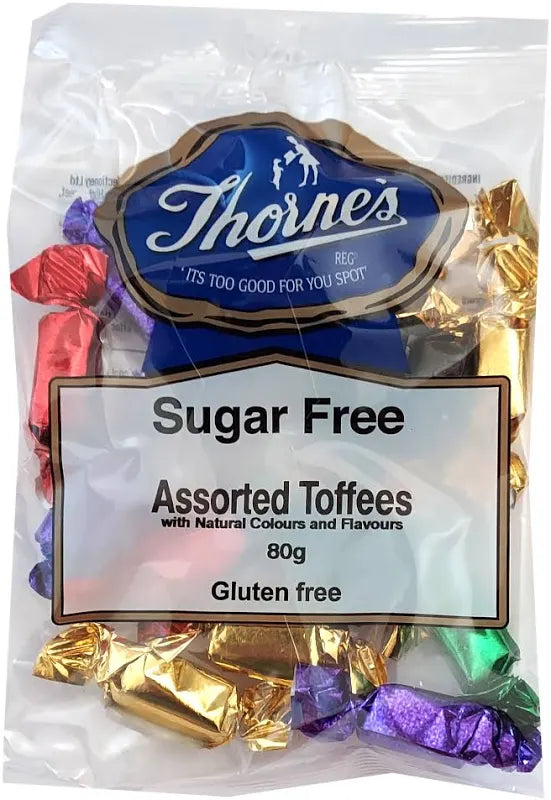 Thorne's
REG
'ITS TOO GOOD FOR YOU SPOT'
Sugar Free
Assorted Toffees
with Natural Colours and Flavours
80g
Gluten free